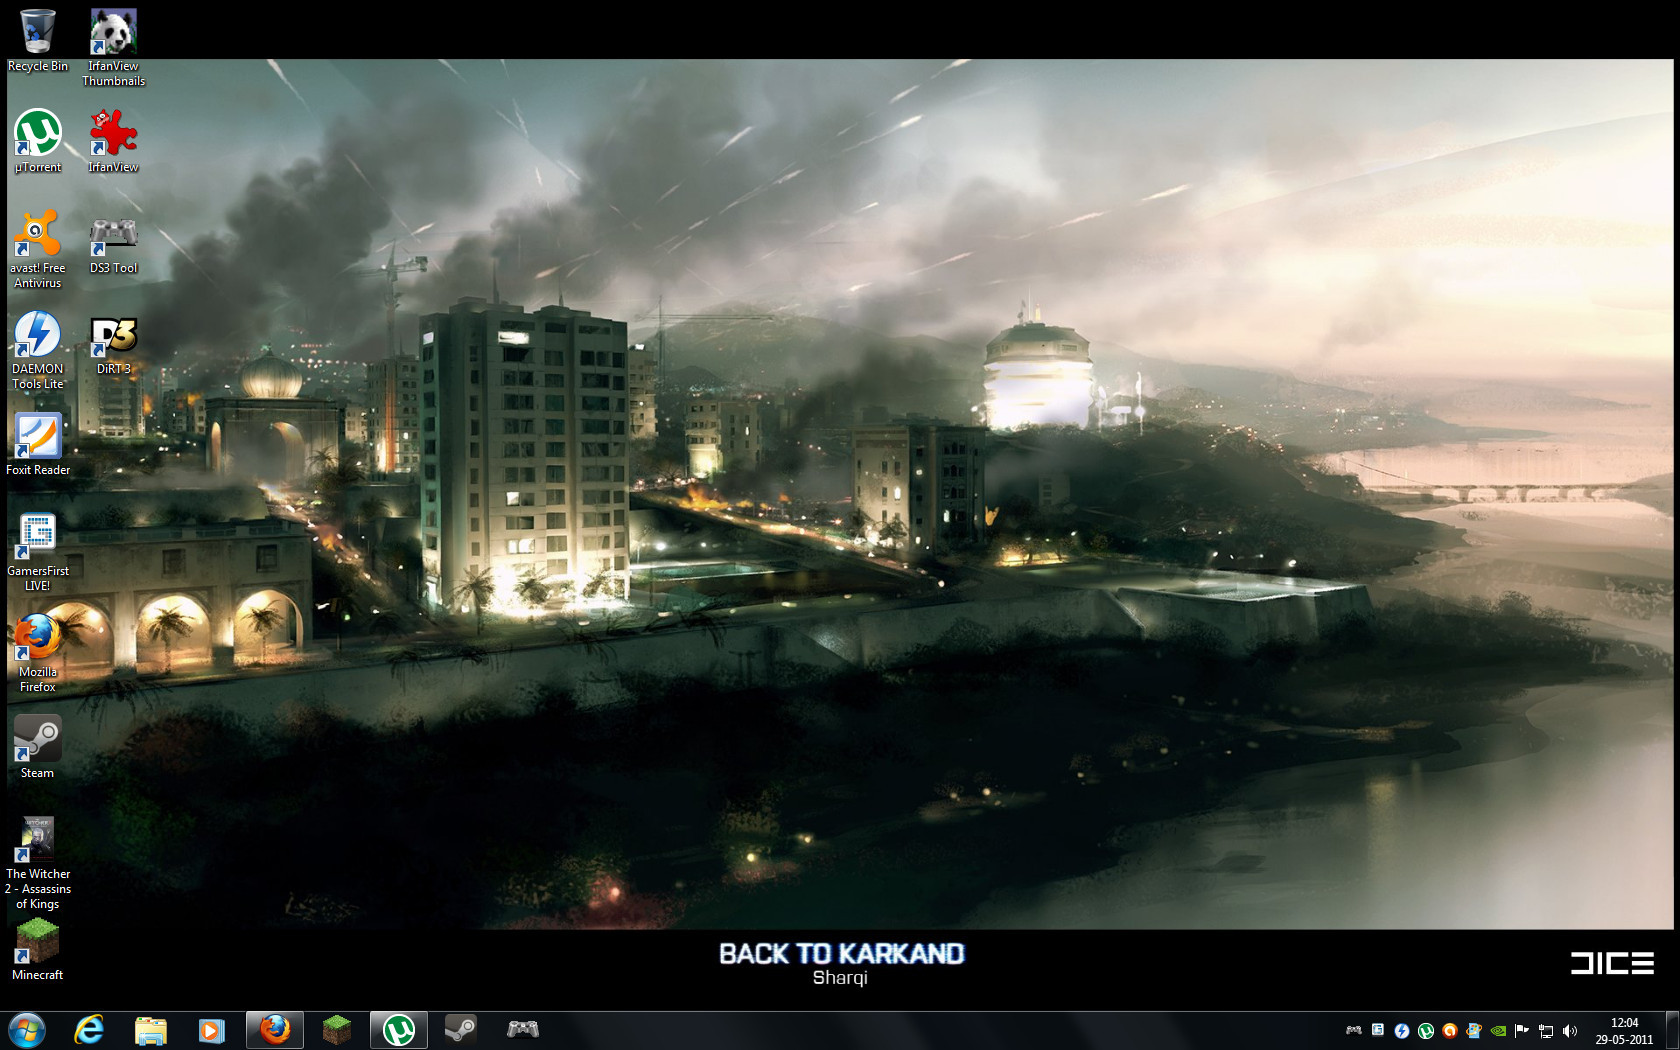 Recycle Bin
IrfanView
Thumbnails
µTorrent
IrfanView
avast! Free
Antivirus
DS3 Tool
DAEMON
Tools Lite
D3
DiRT 3
Foxit Reader
GamersFirst
LIVE!
Mozilla
Firefox
Steam
The Witcher
2 - Assassins
of Kings
Minecraft
BACK TO KARKAND
Sharqi
DICE
12:04
29-05-2011